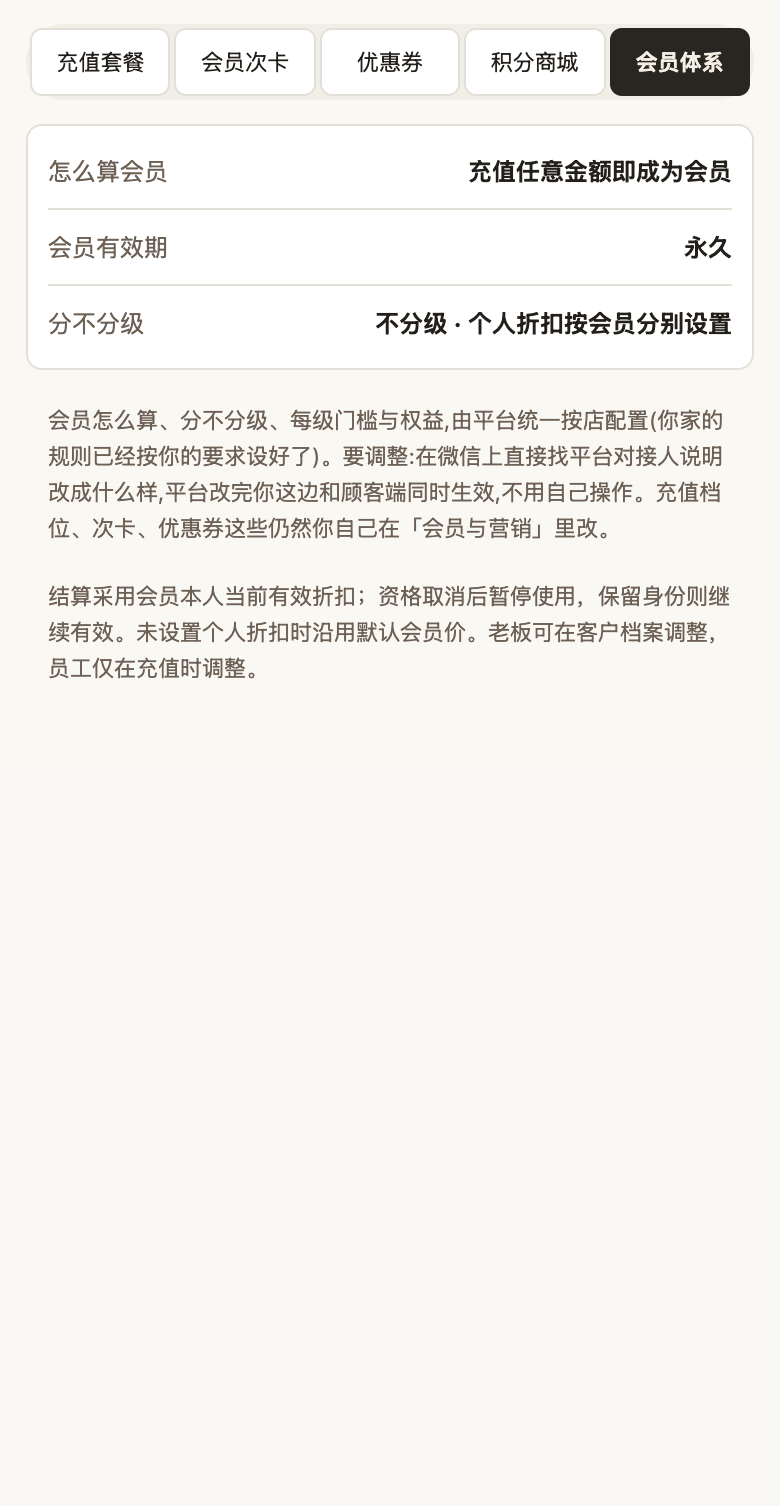 充值套餐 会员次卡 优惠券 积分商城 会员体系
怎么算会员 充值任意金额即成为会员
会员有效期 永久
分不分级 不分级 · 个人折扣按会员分别设置
会员怎么算、分不分级、每级门槛与权益,由平台统一按店配置(你家的
规则已经按你的要求设好了)。要调整:在微信上直接找平台对接人说明
改成什么样,平台改完你这边和顾客端同时生效,不用自己操作。充值档
位、次卡、优惠券这些仍然你自己在「会员与营销」里改。
结算采用会员本人当前有效折扣；资格取消后暂停使用，保留身份则继
续有效。未设置个人折扣时沿用默认会员价。老板可在客户档案调整，
员工仅在充值时调整。